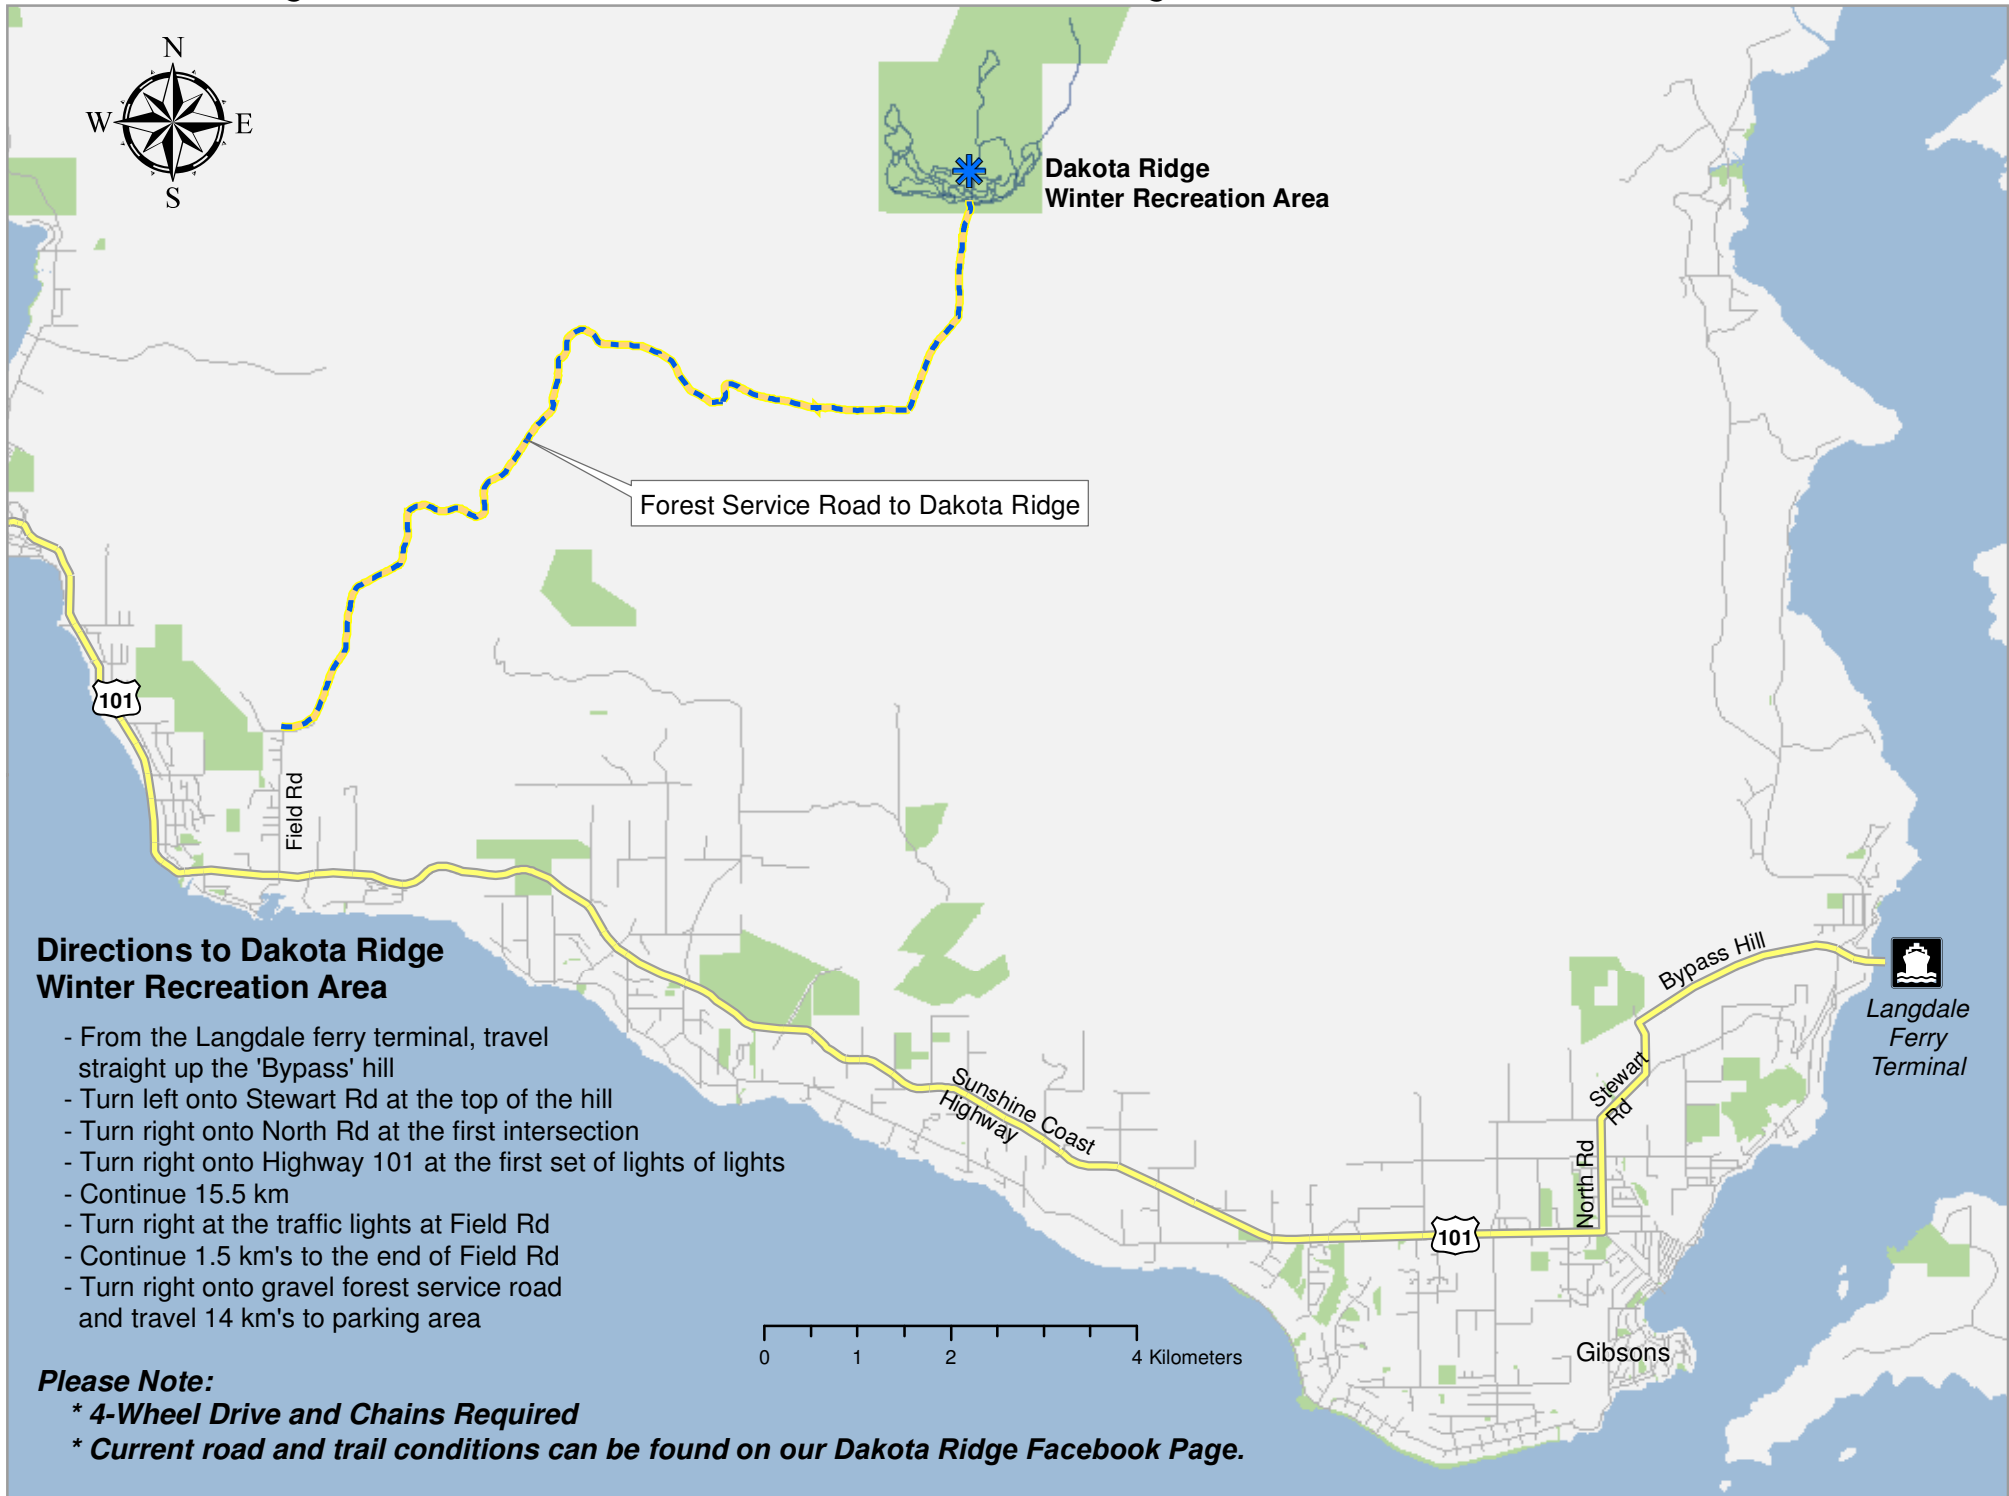 N
W E
S
Dakota Ridge
Winter Recreation Area
Forest Service Road to Dakota Ridge
101
Field Rd
Directions to Dakota Ridge
Winter Recreation Area
- From the Langdale ferry terminal, travel
straight up the 'Bypass' hill
- Turn left onto Stewart Rd at the top of the hill
- Turn right onto North Rd at the first intersection
- Turn right onto Highway 101 at the first set of lights of lights
- Continue 15.5 km
- Turn right at the traffic lights at Field Rd
- Continue 1.5 km's to the end of Field Rd
- Turn right onto gravel forest service road
and travel 14 km's to parking area
Please Note:
* 4-Wheel Drive and Chains Required
* Current road and trail conditions can be found on our Dakota Ridge Facebook Page.
0 1 2 4 Kilometers
Sunshine Coast
Highway
Bypass Hill
Langdale
Ferry
Terminal
Stewart
Rd
North Rd
101
Gibsons